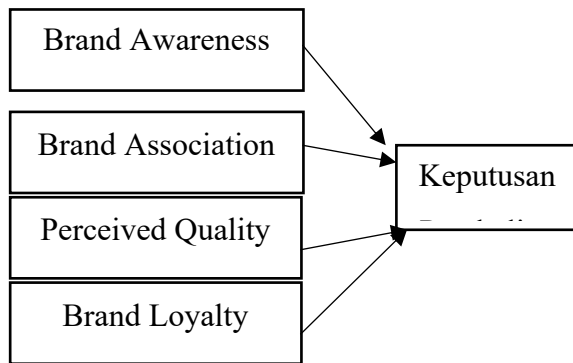 Brand Awareness
Brand Association
Perceived Quality
Brand Loyalty
Keputusan